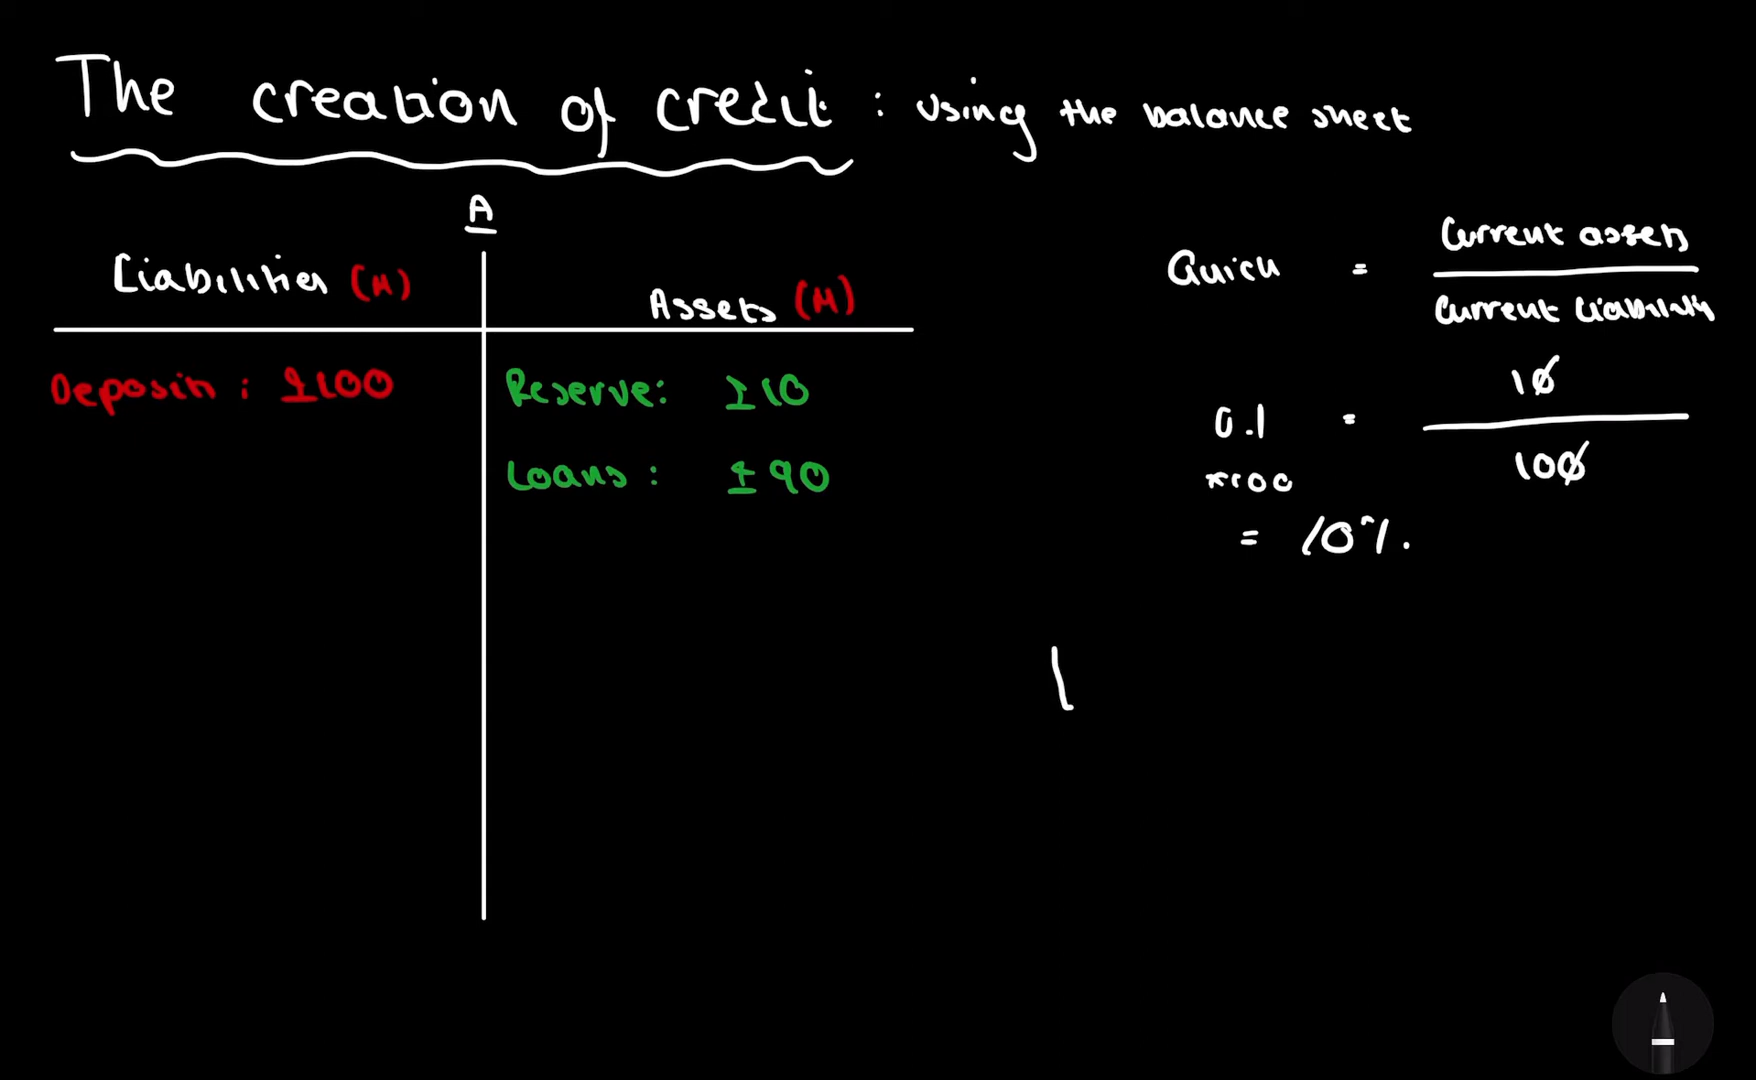 The creation of credit : using the balance sheet
A
Liabilities (M)
Assets (M)
Deposits : £100
Reserve: £10
Loans : £90
Quick = Current assets
Current Liability
0.1 = 10
100
×100
= 10%.